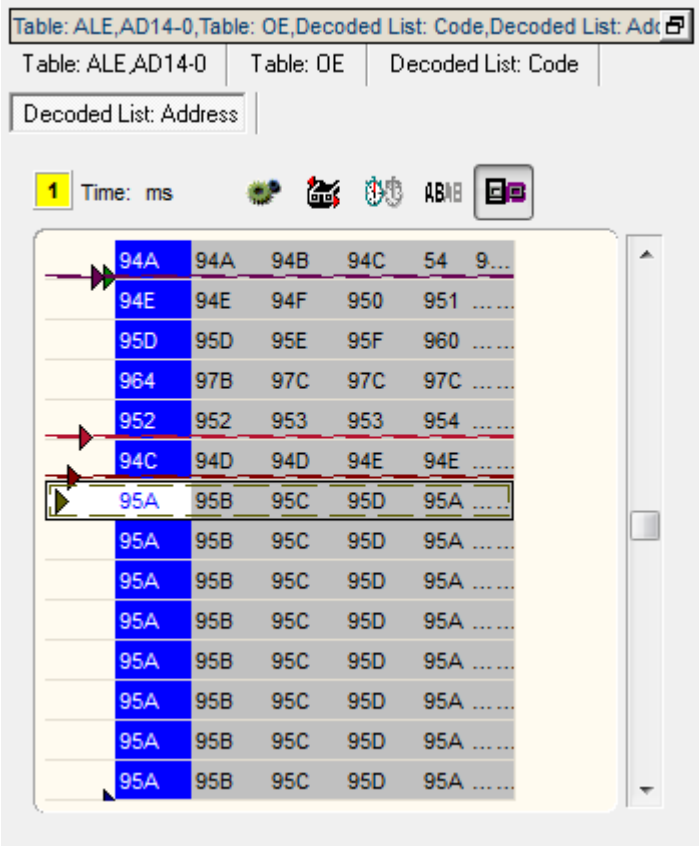 Table: ALE,AD14-0,Table: OE,Decoded List: Code,Decoded List: Adc
Table: ALE,AD14-0 Table: OE Decoded List: Code
Decoded List: Address
1 Time: ms ABAB
94A 94A 94B 94C 54 9...
94E 94E 94F 950 951 ... ...
95D 95D 95E 95F 960 ... ...
964 97B 97C 97C 97C ... ...
952 952 953 953 954 ... ...
94C 94D 94D 94E 94E ... ...
95A 95B 95C 95D 95A ... ...
95A 95B 95C 95D 95A ... ...
95A 95B 95C 95D 95A ... ...
95A 95B 95C 95D 95A ... ...
95A 95B 95C 95D 95A ... ...
95A 95B 95C 95D 95A ... ...
95A 95B 95C 95D 95A ... ...
95A 95B 95C 95D 95A ... ...